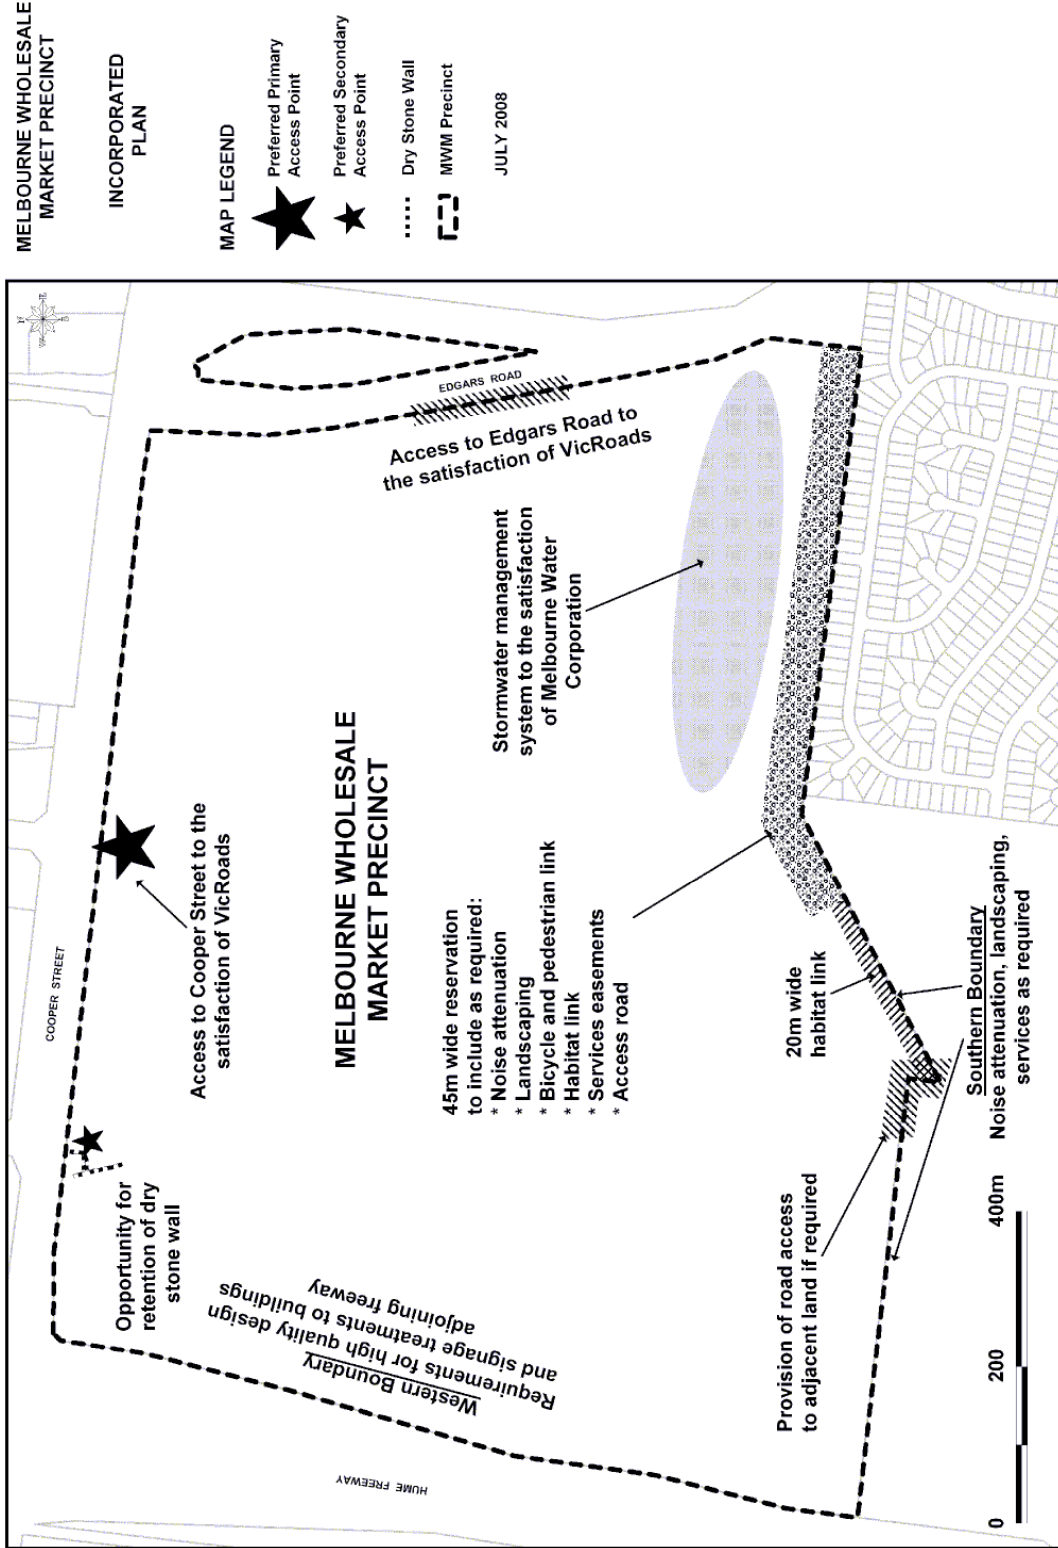 MELBOURNE WHOLESALE
MARKET PRECINCT
INCORPORATED
PLAN
MAP LEGEND
Preferred Primary
Access Point
Preferred Secondary
Access Point
Dry Stone Wall
MWM Precinct
JULY 2008
COOPER STREET
EDGARS ROAD
Access to Edgars Road to
the satisfaction of VicRoads
Access to Cooper Street to the
satisfaction of VicRoads
Opportunity for
retention of dry
stone wall
MELBOURNE WHOLESALE
MARKET PRECINCT
Stormwater management
system to the satisfaction
of Melbourne Water
Corporation
45m wide reservation
to include as required:
* Noise attenuation
* Landscaping
* Bicycle and pedestrian link
* Habitat link
* Services easements
* Access road
Western Boundary
Requirements for high quality design
and signage treatments to buildings
adjoining freeway
HUME FREEWAY
20m wide
habitat link
Provision of road access
to adjacent land if required
Southern Boundary
Noise attenuation, landscaping,
services as required
0 200 400m